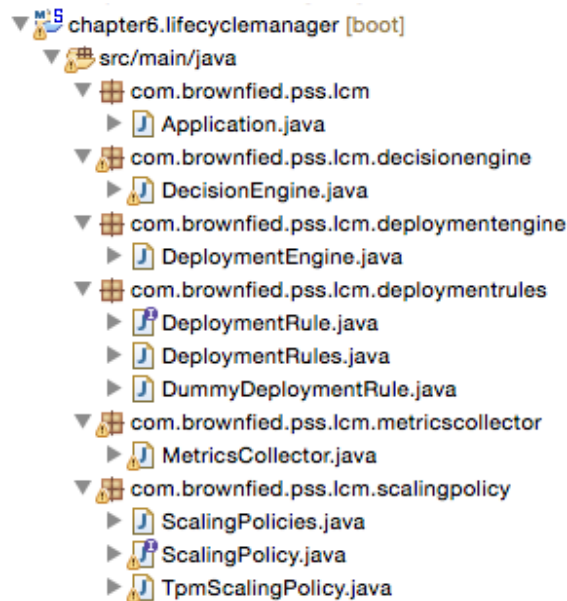 chapter6.lifecyclemanager [boot]
src/main/java
com.brownfied.pss.lcm
Application.java
com.brownfied.pss.lcm.decisionengine
DecisionEngine.java
com.brownfied.pss.lcm.deploymentengine
DeploymentEngine.java
com.brownfied.pss.lcm.deploymentrules
DeploymentRule.java
DeploymentRules.java
DummyDeploymentRule.java
com.brownfied.pss.lcm.metricscollector
MetricsCollector.java
com.brownfied.pss.lcm.scalingpolicy
ScalingPolicies.java
ScalingPolicy.java
TpmScalingPolicy.java